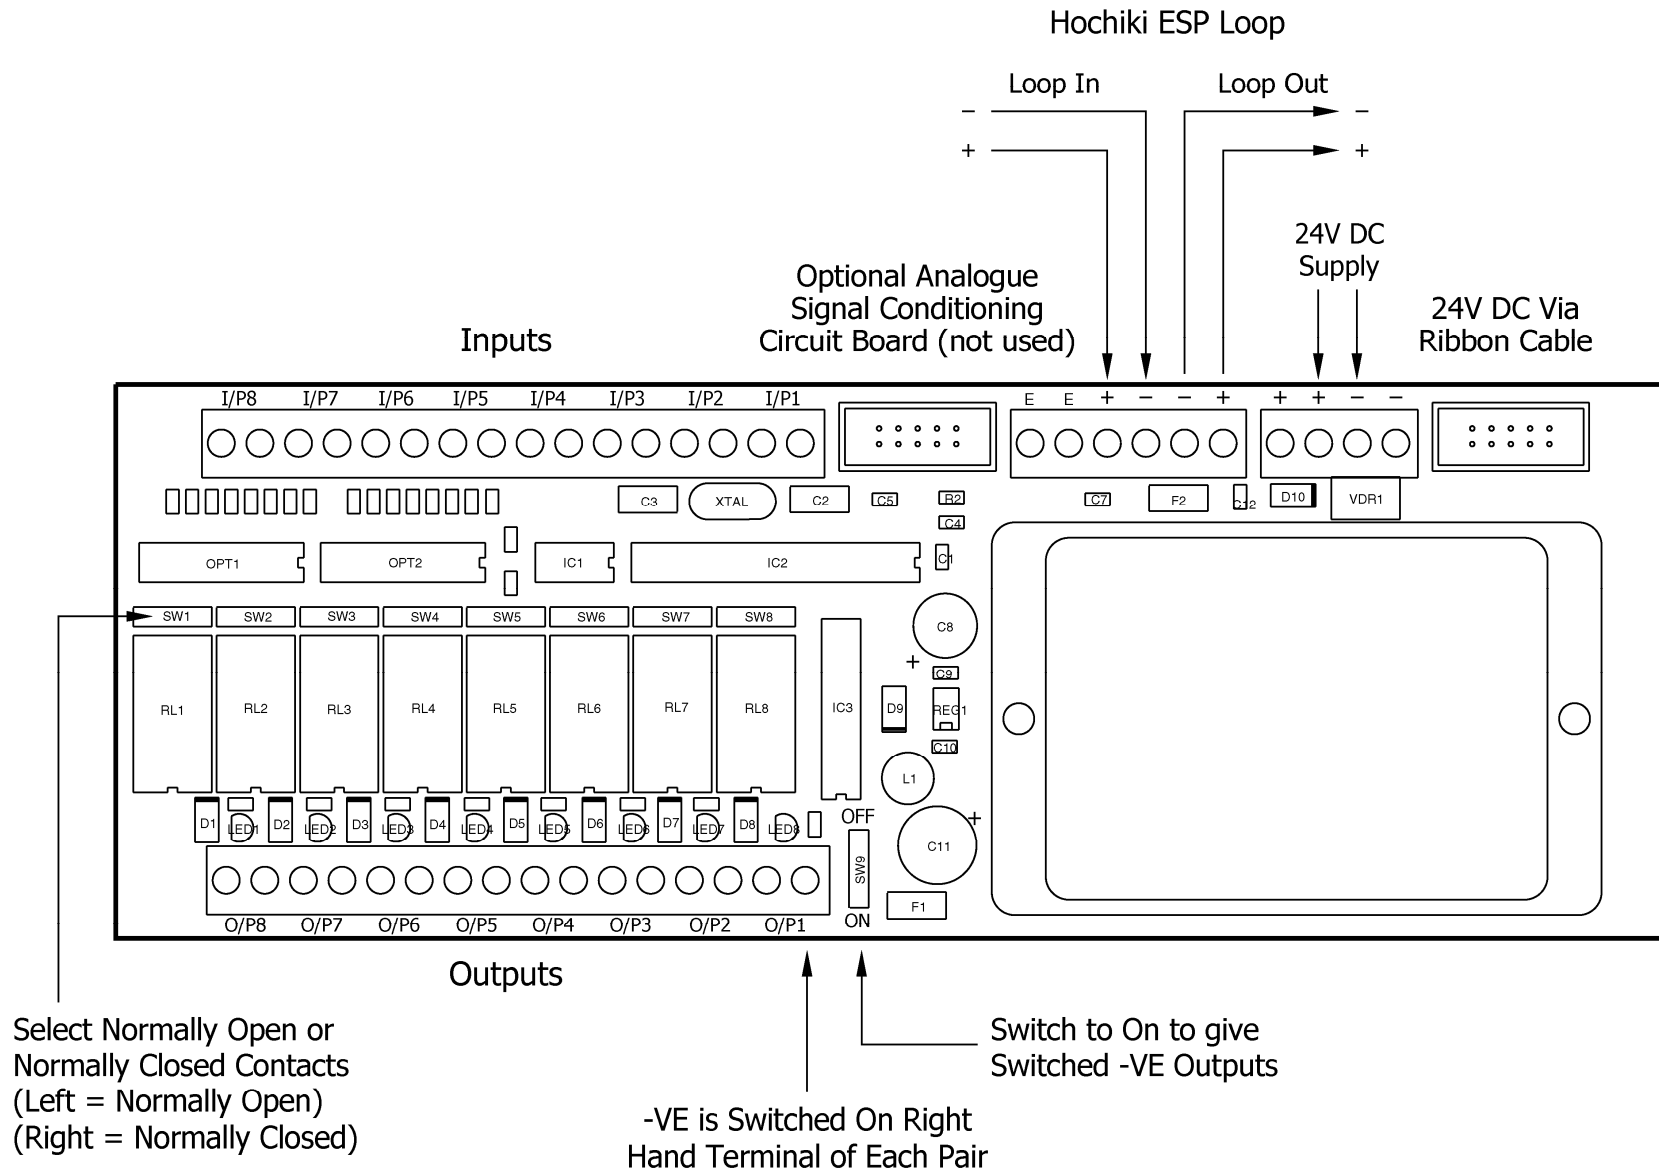 Hochiki ESP Loop
Loop In Loop Out
− −
+ +
24V DC
Supply
Optional Analogue
Signal Conditioning
Circuit Board (not used)
24V DC Via
Ribbon Cable
Inputs
I/P8 I/P7 I/P6 I/P5 I/P4 I/P3 I/P2 I/P1
E E + − − + + + − −
C3 XTAL C2 C5 R2 C7 F2 C12 D10 VDR1
C4
OPT1 OPT2 IC1 IC2 C1
SW1 SW2 SW3 SW4 SW5 SW6 SW7 SW8
C8
+
C9
RL1 RL2 RL3 RL4 RL5 RL6 RL7 RL8 IC3 D9 REG1
C10
L1
OFF
+
D1 LED1 D2 LED2 D3 LED3 D4 LED4 D5 LED5 D6 LED6 D7 LED7 D8 LED8
C11
SW9
F1
ON
O/P8 O/P7 O/P6 O/P5 O/P4 O/P3 O/P2 O/P1
Outputs
Select Normally Open or
Normally Closed Contacts
(Left = Normally Open)
(Right = Normally Closed)
Switch to On to give
Switched -VE Outputs
-VE is Switched On Right
Hand Terminal of Each Pair